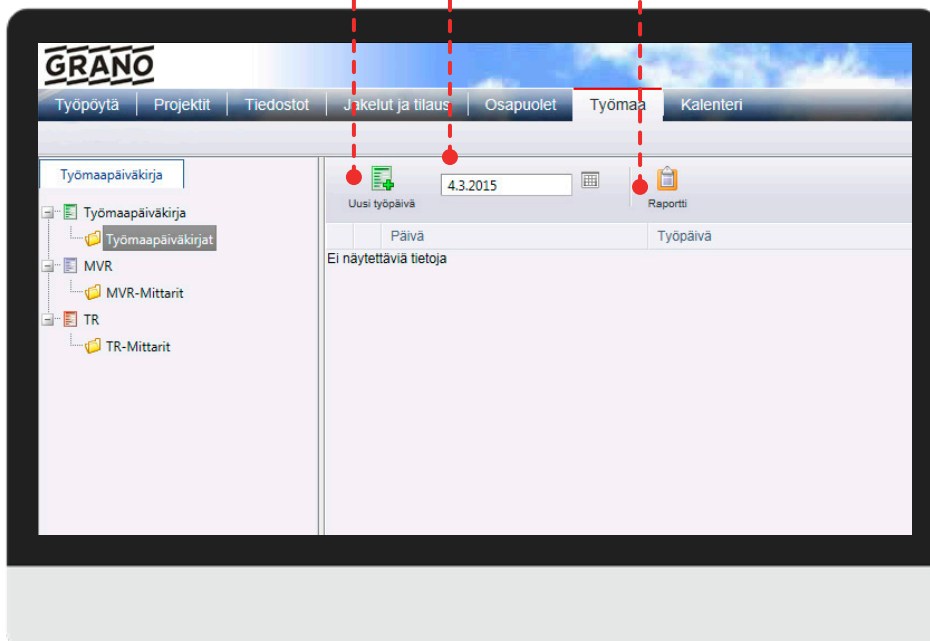 GRANO
Työpöytä Projektit Tiedostot Jakelut ja tilaus Osapuolet Työmaa Kalenteri
Työmaapäiväkirja
4.3.2015
Uusi työpäivä Raportti
Työmaapäiväkirja
Työmaapäiväkirjat
MVR
MVR-Mittarit
TR
TR-Mittarit
Päivä Työpäivä
Ei näytettäviä tietoja